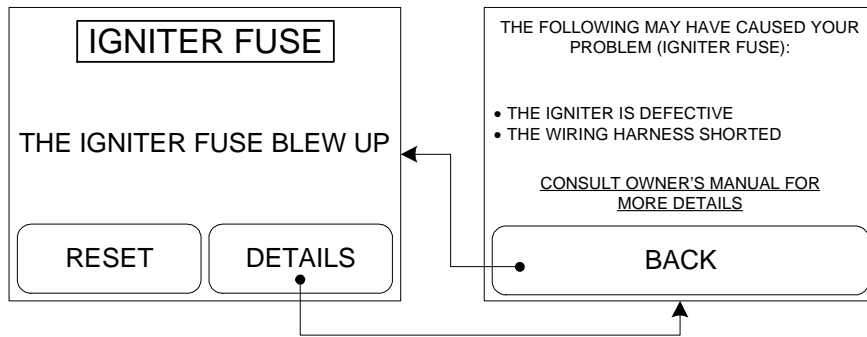 IGNITER FUSE
THE IGNITER FUSE BLEW UP
RESET
DETAILS
THE FOLLOWING MAY HAVE CAUSED YOUR
PROBLEM (IGNITER FUSE):
• THE IGNITER IS DEFECTIVE
• THE WIRING HARNESS SHORTED
CONSULT OWNER'S MANUAL FOR
MORE DETAILS
BACK